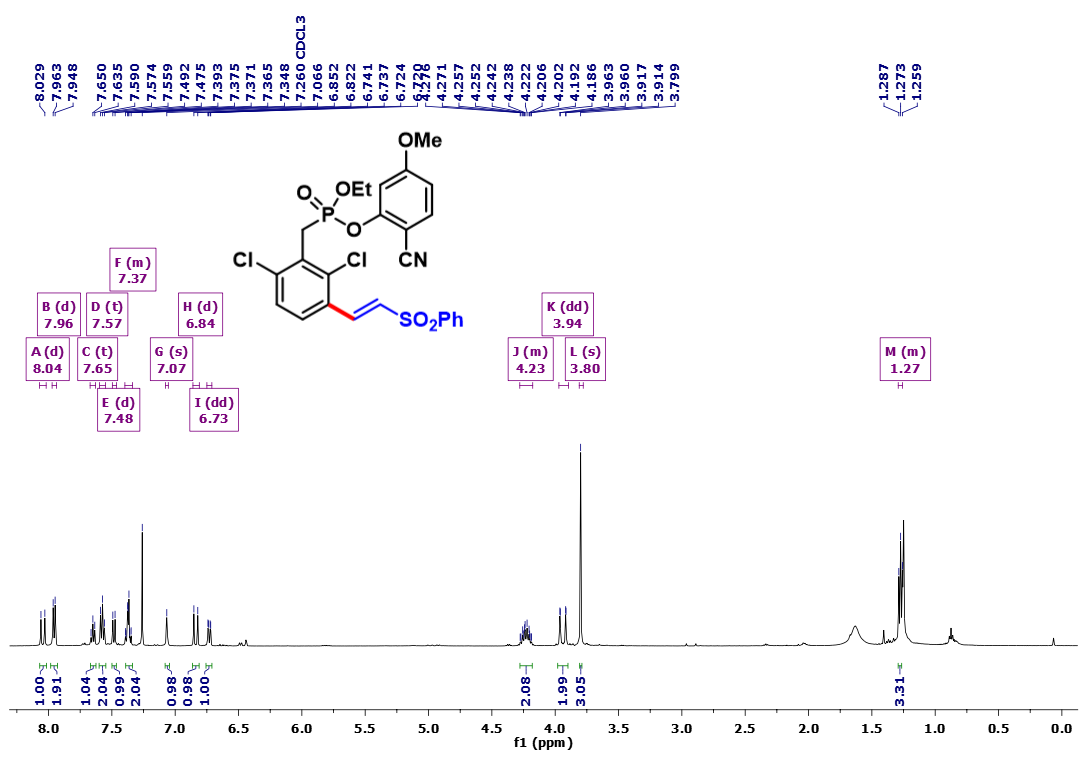 8.029
7.963
7.948
7.650
7.635
7.590
7.574
7.559
7.492
7.475
7.393
7.375
7.371
7.365
7.348
7.260 CDCL3
7.066
6.852
6.822
6.741
6.737
6.724
6.720
4.276
4.271
4.257
4.252
4.242
4.238
4.222
4.206
4.202
4.192
4.186
3.963
3.960
3.917
3.914
3.799
1.287
1.273
1.259
OMe
O
OEt
P
O
Cl
Cl
CN
SO2Ph
F (m)
7.37
B (d)
7.96
D (t)
7.57
H (d)
6.84
K (dd)
3.94
A (d)
8.04
C (t)
7.65
G (s)
7.07
J (m)
4.23
L (s)
3.80
M (m)
1.27
E (d)
7.48
I (dd)
6.73
1.00
1.91
1.04
2.04
0.99
2.04
0.98
0.98
1.00
2.08
1.99
3.05
3.31
8.0 7.5 7.0 6.5 6.0 5.5 5.0 4.5 4.0 3.5 3.0 2.5 2.0 1.5 1.0 0.5 0.0
f1 (ppm)